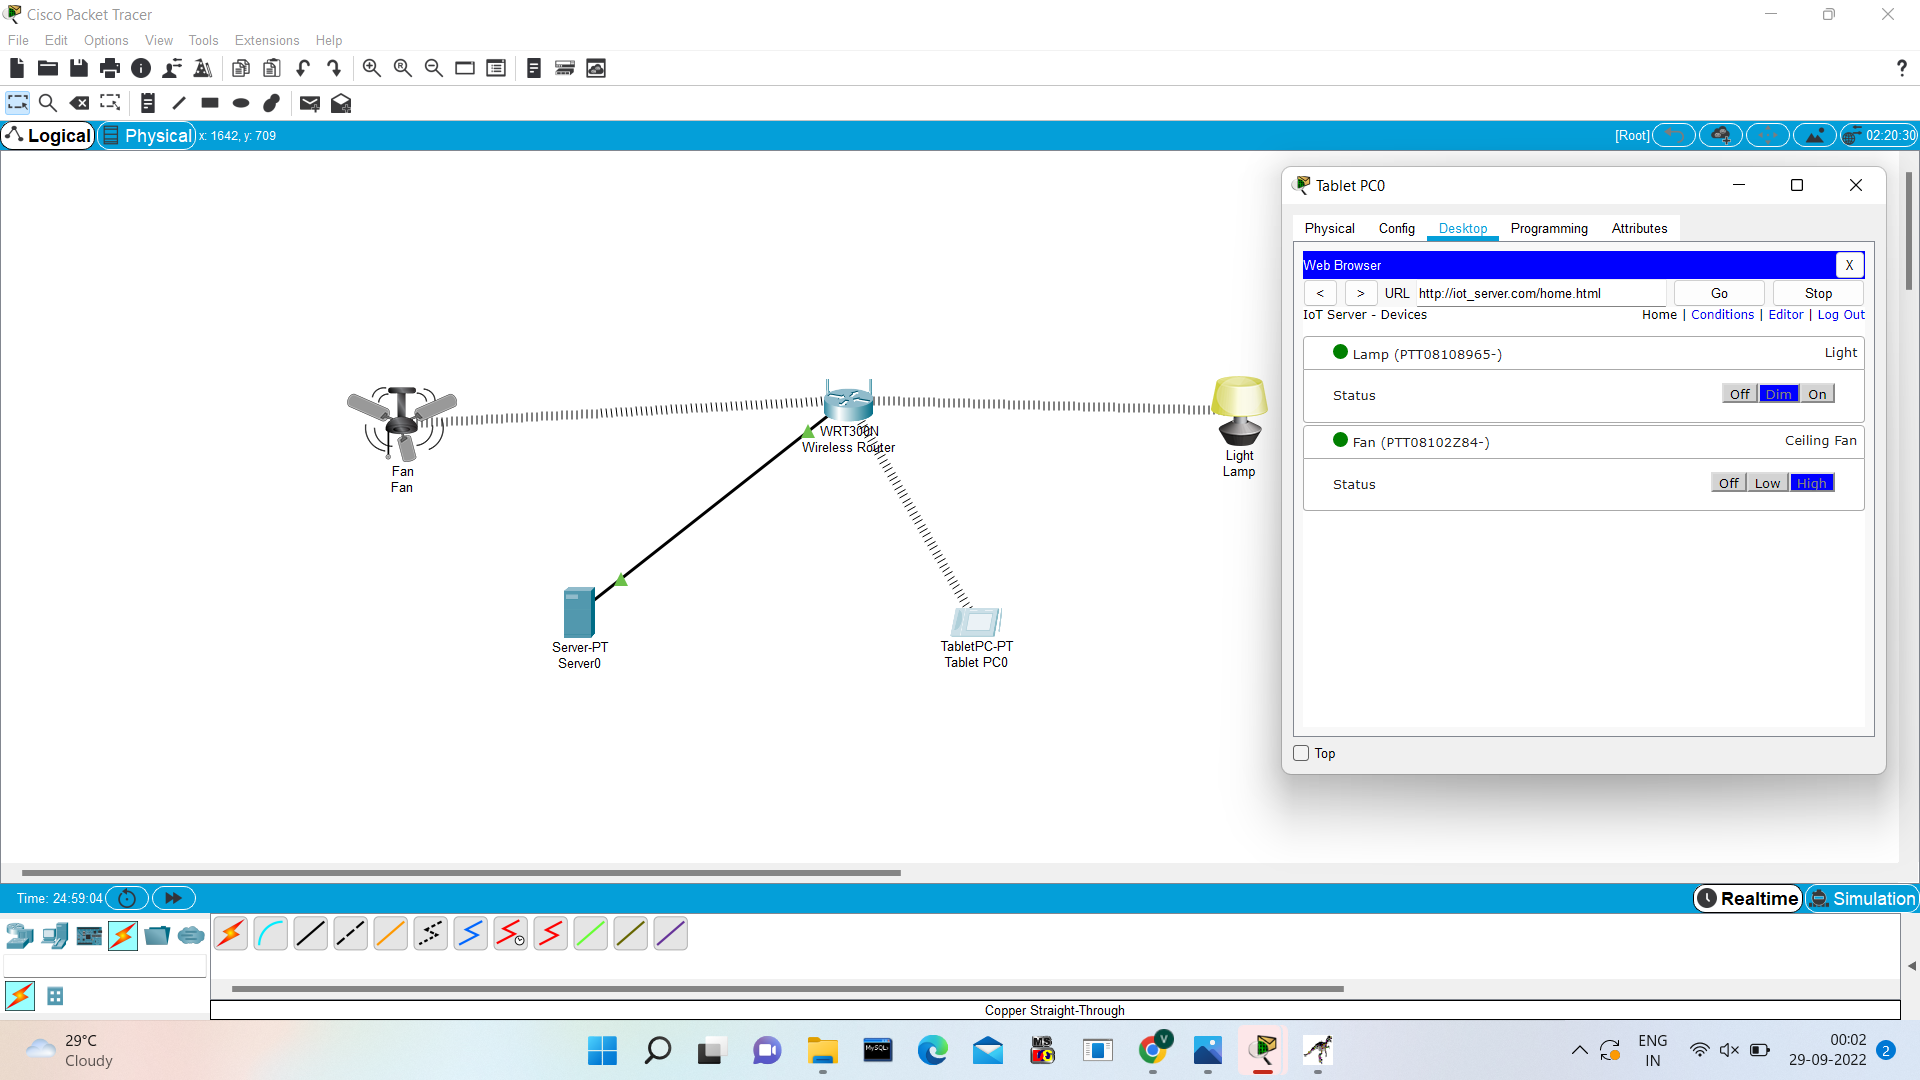 Cisco Packet Tracer
File Edit Options View Tools Extensions Help
Logical Physical x: 1642, y: 709 [Root] 02:20:30
Tablet PC0
Physical Config Desktop Programming Attributes
Web Browser X
< > URL http://iot_server.com/home.html Go Stop
IoT Server - Devices Home | Conditions | Editor | Log Out
Lamp (PTT08108965-) Light
Status Off Dim On
Fan (PTT08102Z84-) Ceiling Fan
Status Off Low High
Top
WRT300N
Wireless Router
Fan
Fan
Light
Lamp
Server-PT
Server0
TabletPC-PT
Tablet PC0
Time: 24:59:04 Realtime Simulation
Copper Straight-Through
29°C
Cloudy
MySQL
MS
V
ENG
IN
00:02
29-09-2022
2